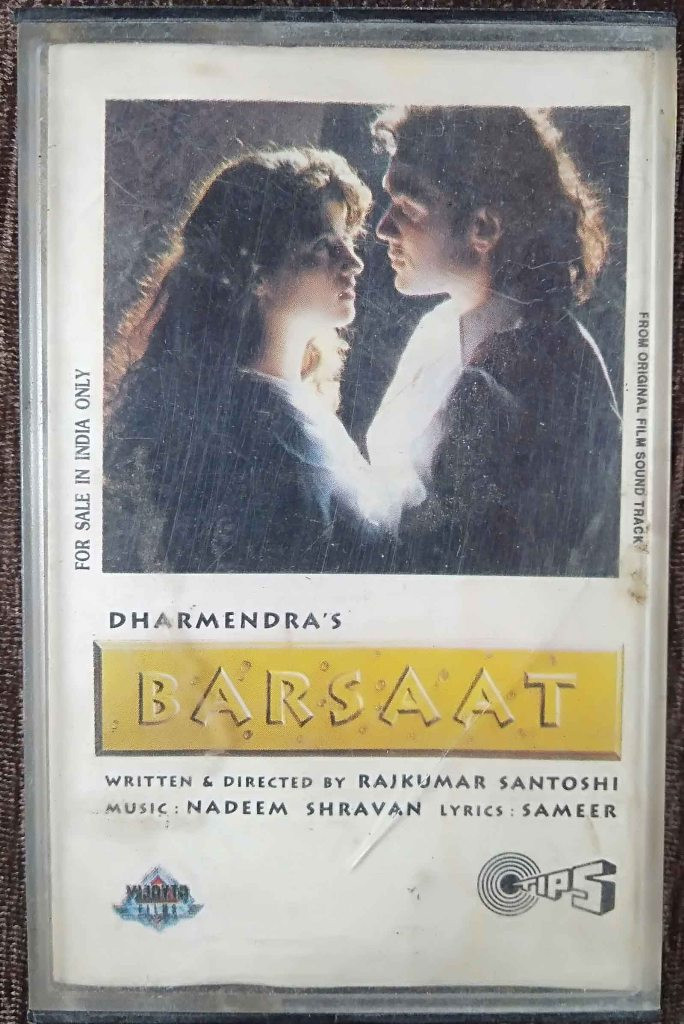 FOR SALE IN INDIA ONLY
FROM ORIGINAL FILM SOUND TRACK
DHARMENDRA'S
BARSAAT
WRITTEN & DIRECTED BY RAJKUMAR SANTOSHI
MUSIC : NADEEM SHRAVAN LYRICS : SAMEER
FILMS
TIPS